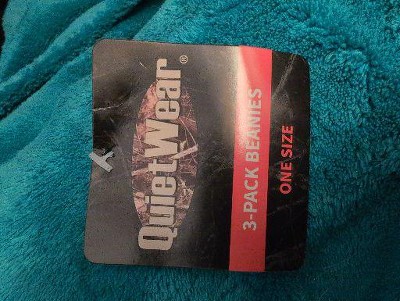 QuietWear®
3-PACK BEANIES
ONE SIZE